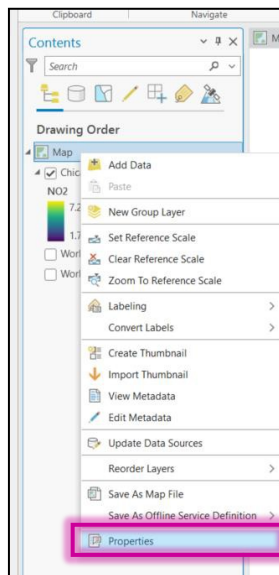 Clipboard
Navigate
Contents
Search
Drawing Order
Map
Chic
NO2
7.2
1.7
Worl
Worl
Add Data
Paste
New Group Layer
Set Reference Scale
Clear Reference Scale
Zoom To Reference Scale
Labeling
Convert Labels
Create Thumbnail
Import Thumbnail
View Metadata
Edit Metadata
Update Data Sources
Reorder Layers
Save As Map File
Save As Offline Service Definition
Properties